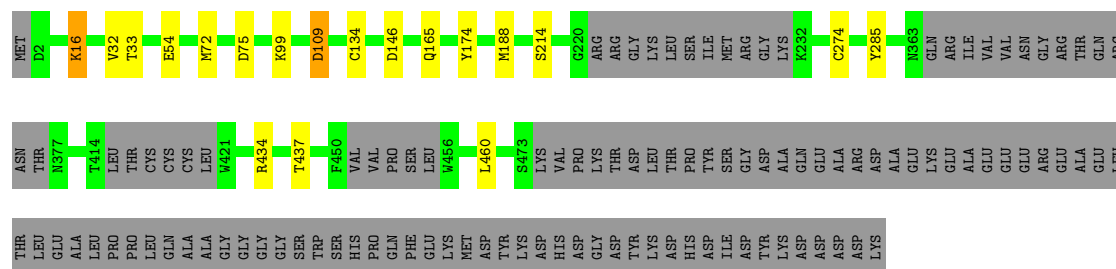 MET D2 K16 V32 T33 E54 M72 D75 K99 D109 C134 D146 Q165 Y174 M188 S214 G220 ARG ARG GLY LYS LEU SER ILE MET ARG GLY LYS K232 C274 Y285 N363 GLN ARG ILE VAL VAL ASN GLY ARG THR GLN
ASN THR N377 T414 LEU THR CYS CYS CYS LEU W421 R434 T437 F450 VAL VAL PRO SER LEU W456 L460 S473 LYS VAL PRO LYS THR ASP LEU THR PRO TYR SER GLY ASP ALA GLN GLU ALA ARG ASP ALA GLU LYS GLU ALA GLU GLU GLU ARG GLU ALA GLU
THR LEU GLU ALA LEU PRO PRO LEU GLN ALA ALA GLY GLY GLY GLY SER TRP SER HIS PRO GLN PHE GLU LYS MET ASP TYR LYS ASP HIS ASP GLY ASP TYR LYS ASP HIS ASP ILE ASP TYR LYS ASP ASP ASP ASP LYS